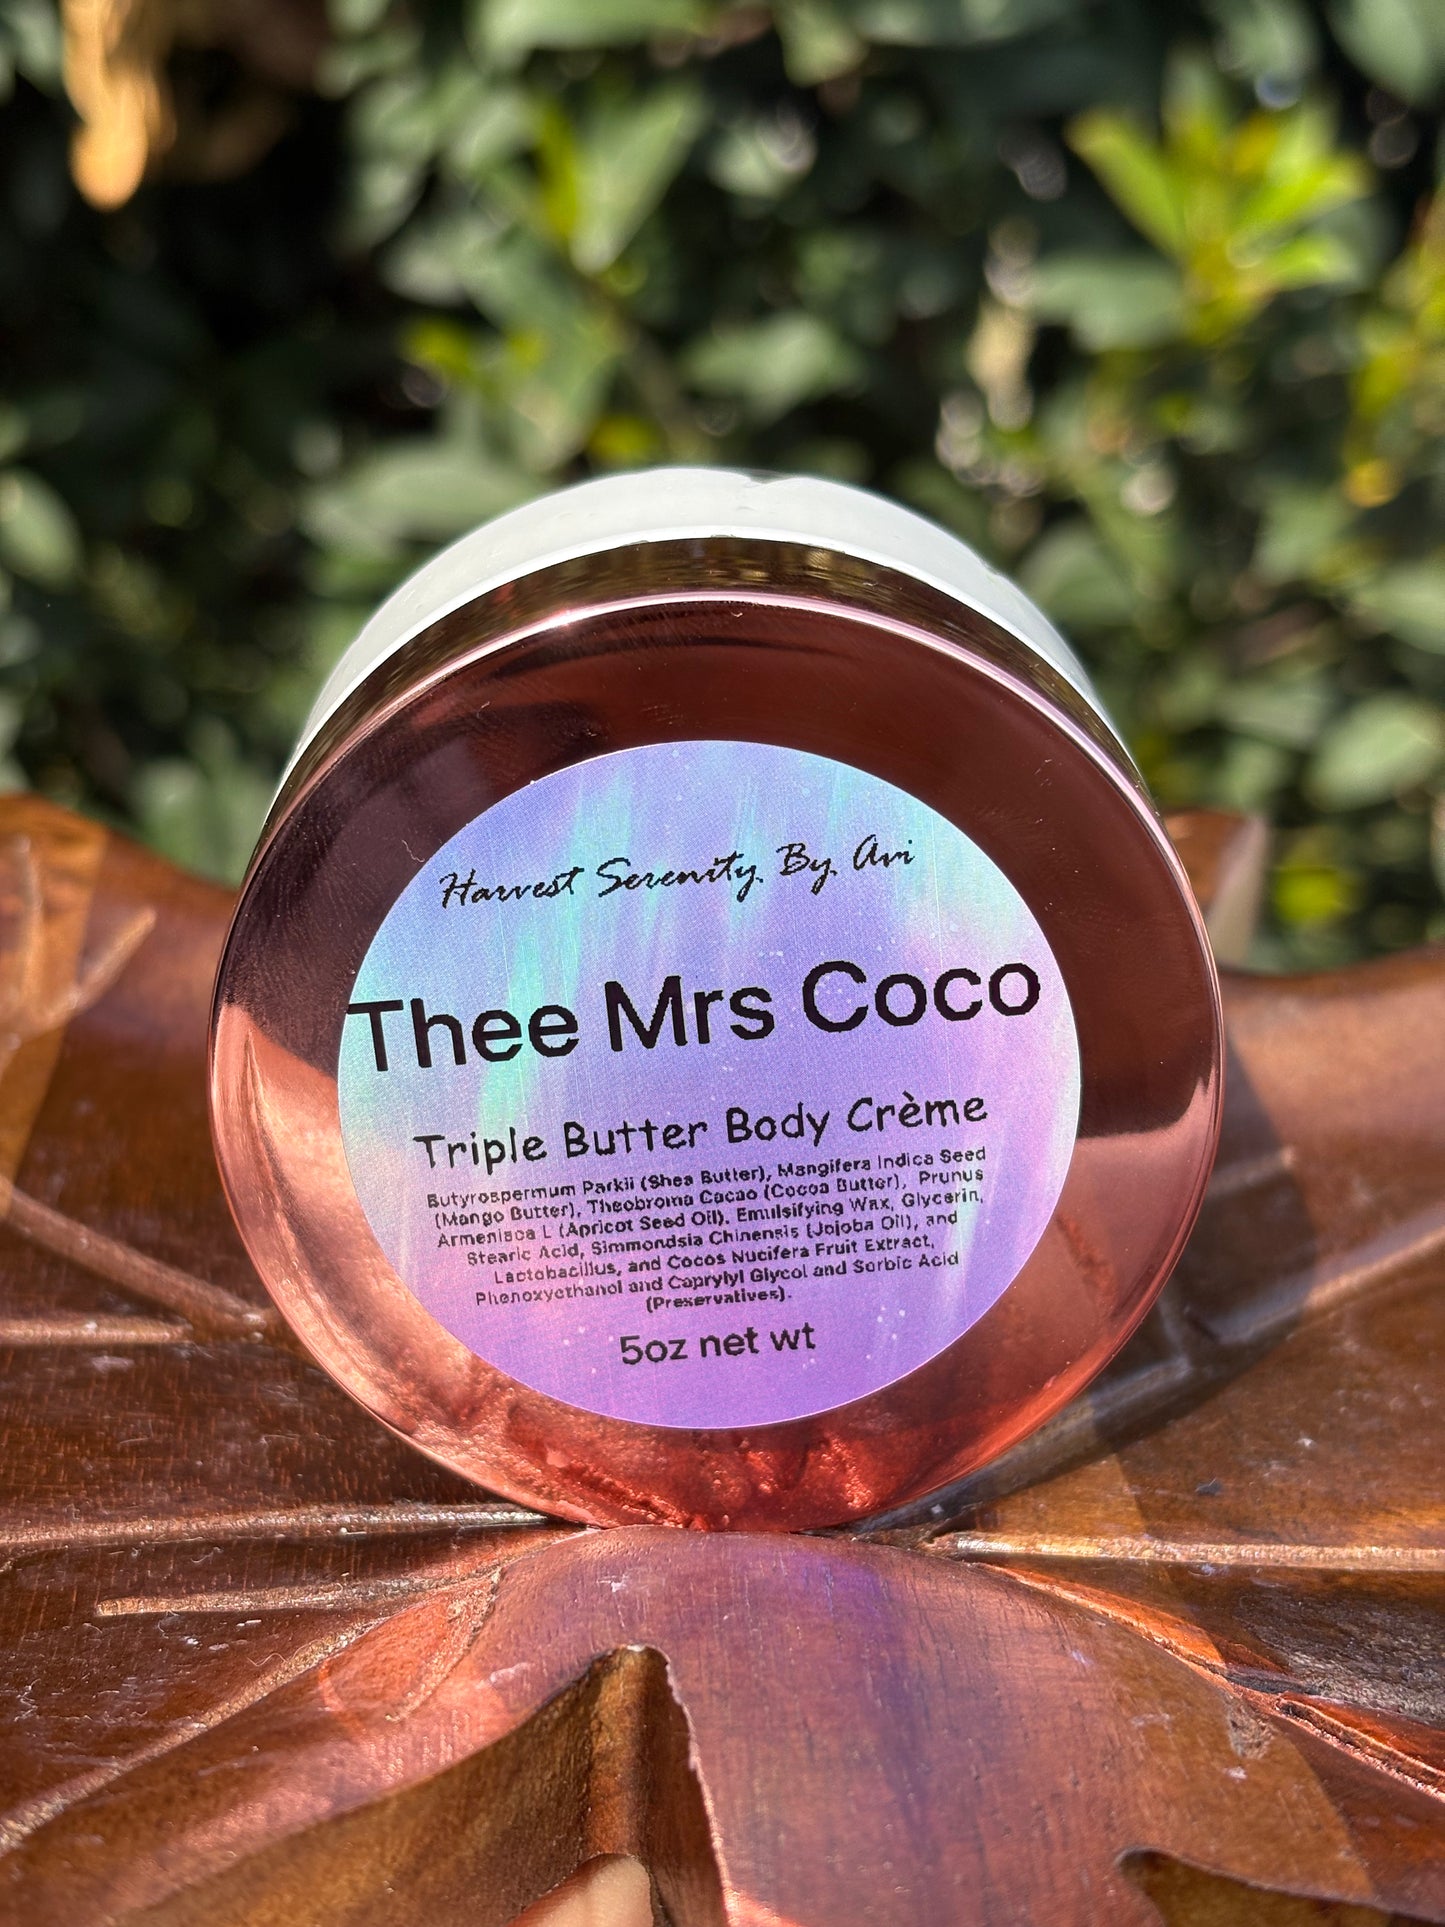 Harvest Serenity By Avi
Thee Mrs Coco
Triple Butter Body Crème
Butyrospermum Parkii (Shea Butter), Mangifera Indica Seed
(Mango Butter), Theobroma Cacao (Cocoa Butter), Prunus
Armeniaca L (Apricot Seed Oil), Emulsifying Wax, Glycerin,
Stearic Acid, Simmondsia Chinensis (Jojoba Oil), and
Lactobacillus, and Cocos Nucifera Fruit Extract,
Phenoxyethanol and Caprylyl Glycol and Sorbic Acid
(Preservatives).
5oz net wt